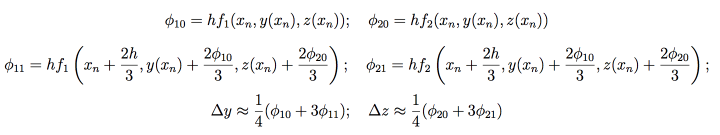 ϕ₁₀ = hf₁(xₙ, y(xₙ), z(xₙ)); ϕ₂₀ = hf₂(xₙ, y(xₙ), z(xₙ))
ϕ₁₁ = hf₁(xₙ + 2h/3, y(xₙ) + 2ϕ₁₀/3, z(xₙ) + 2ϕ₂₀/3); ϕ₂₁ = hf₂(xₙ + 2h/3, y(xₙ) + 2ϕ₁₀/3, z(xₙ) + 2ϕ₂₀/3);
Δy ≈ 1/4(ϕ₁₀ + 3ϕ₁₁); Δz ≈ 1/4(ϕ₂₀ + 3ϕ₂₁)